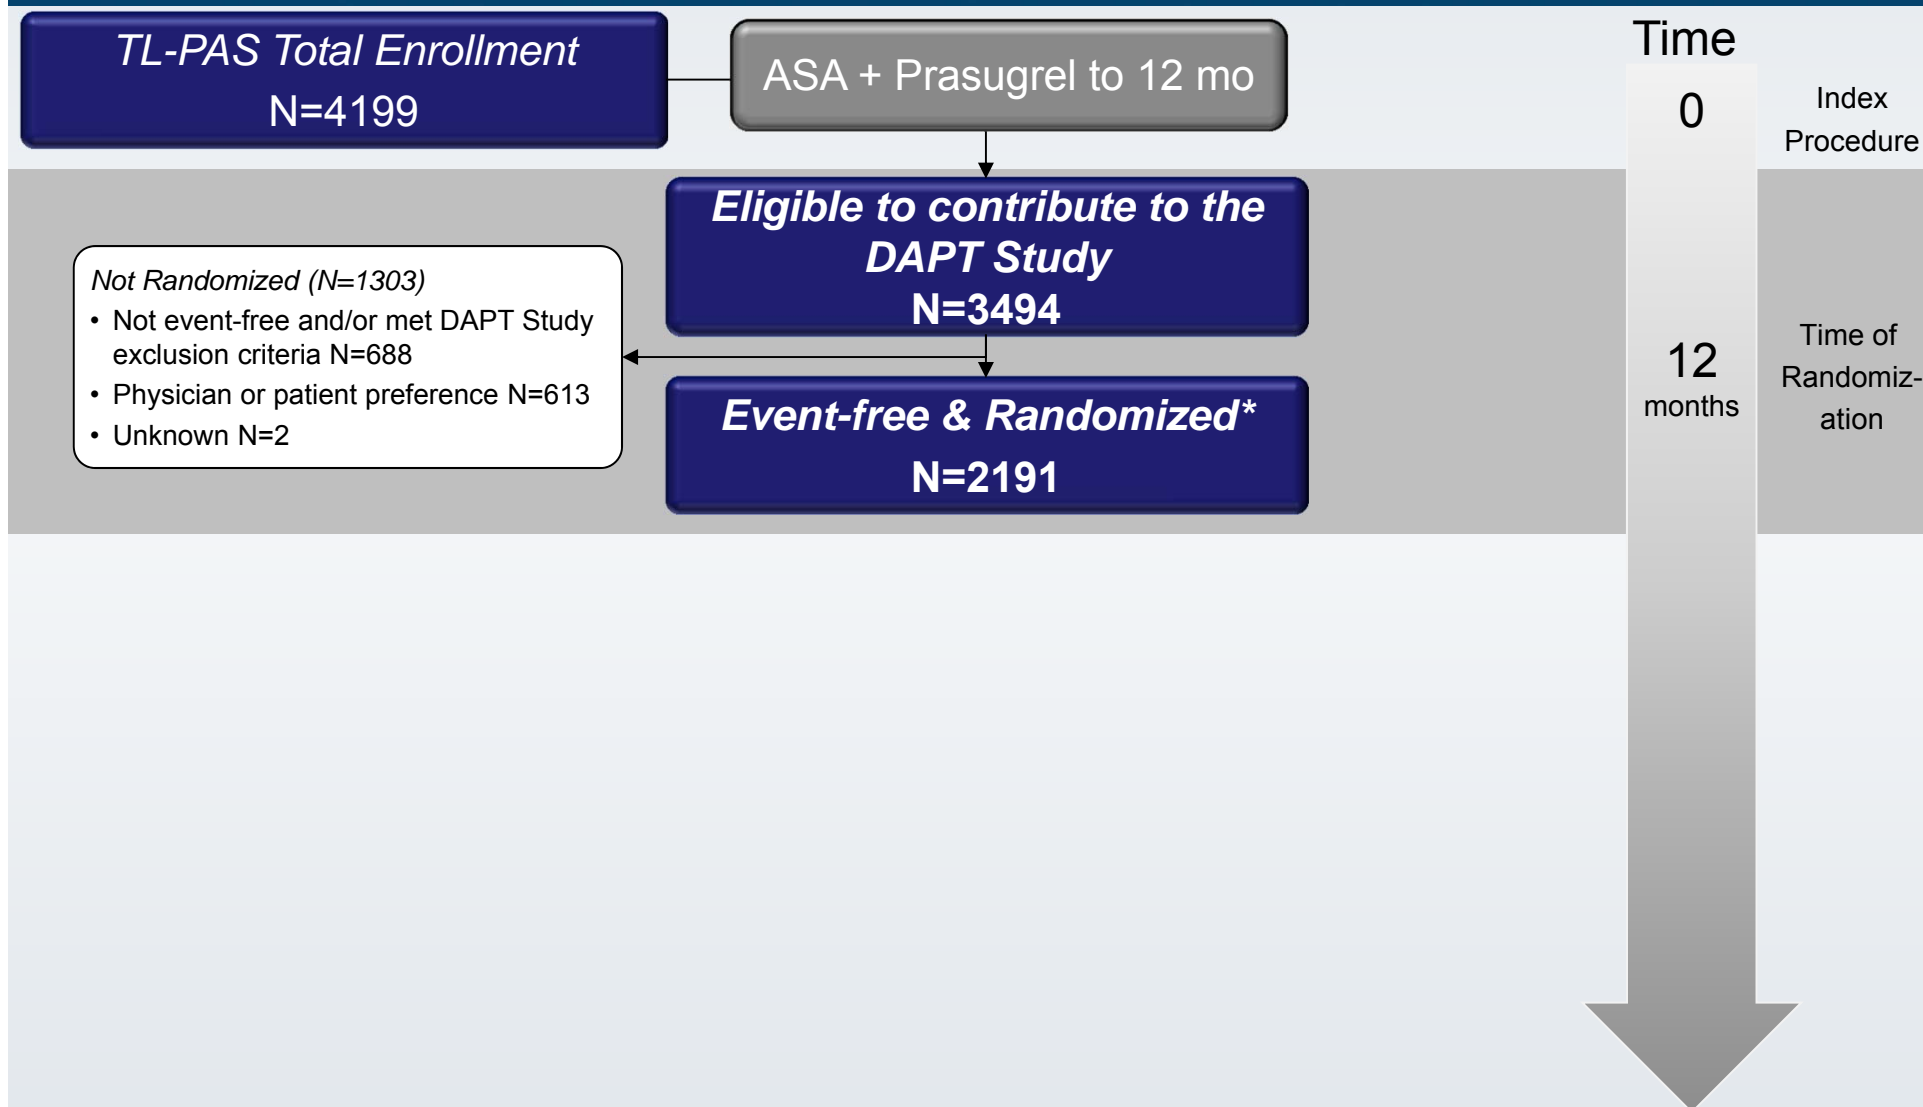 TL-PAS Total Enrollment
N=4199
ASA + Prasugrel to 12 mo
Time
0
Index
Procedure
Eligible to contribute to the
DAPT Study
N=3494
Not Randomized (N=1303)
• Not event-free and/or met DAPT Study
exclusion criteria N=688
• Physician or patient preference N=613
• Unknown N=2
Event-free & Randomized*
N=2191
12
months
Time of
Randomiz-
ation